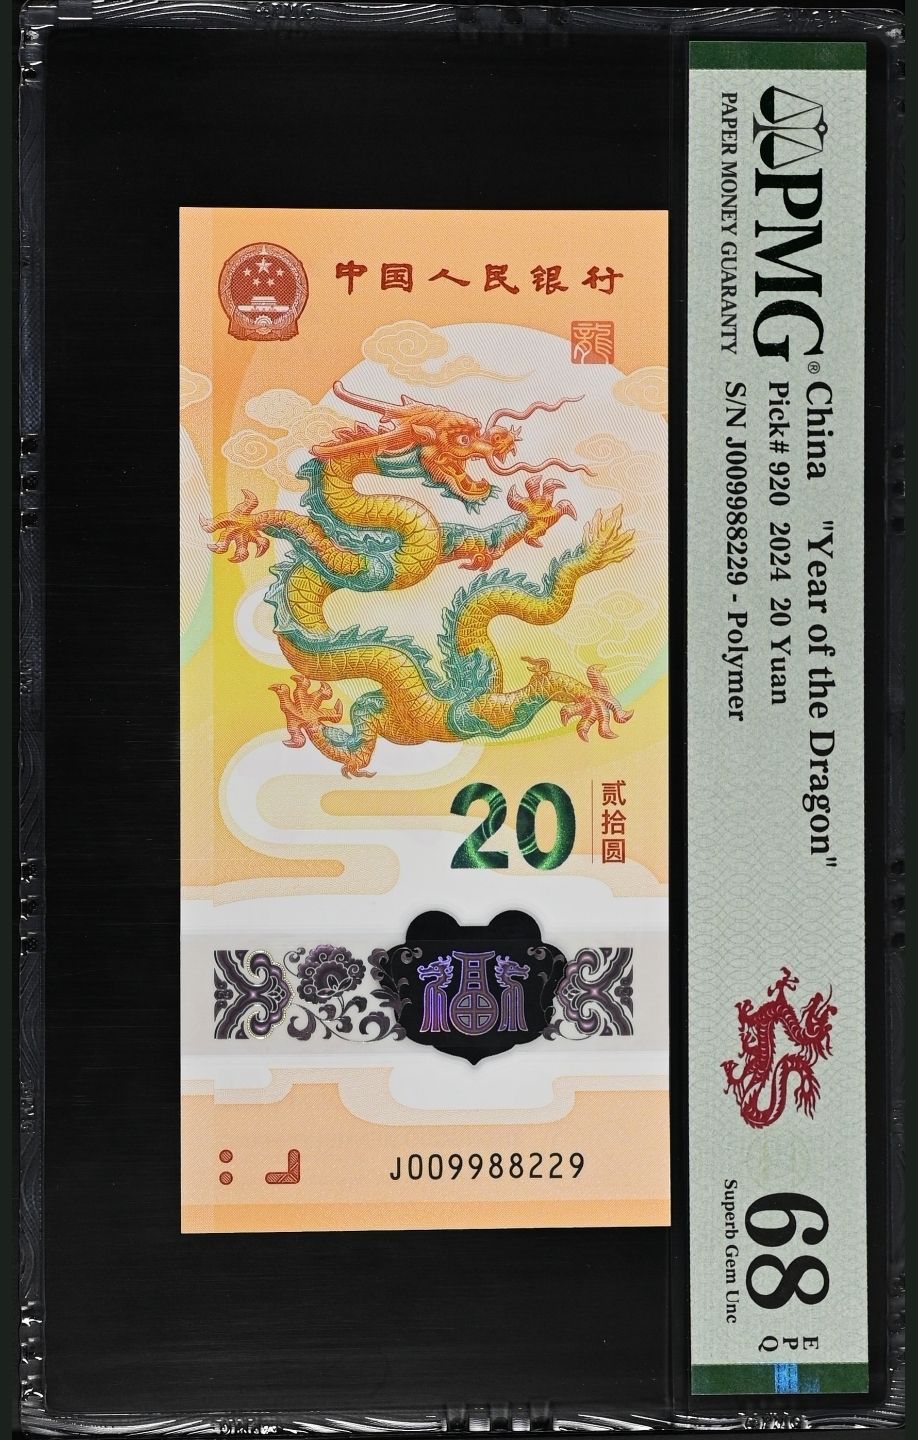 中国人民银行
龍
20
贰拾圆
福
J009988229
PMG®
PAPER MONEY GUARANTY
China "Year of the Dragon"
Pick# 920 2024 20 Yuan
S/N J009988229 - Polymer
68 EPQ
Superb Gem Unc